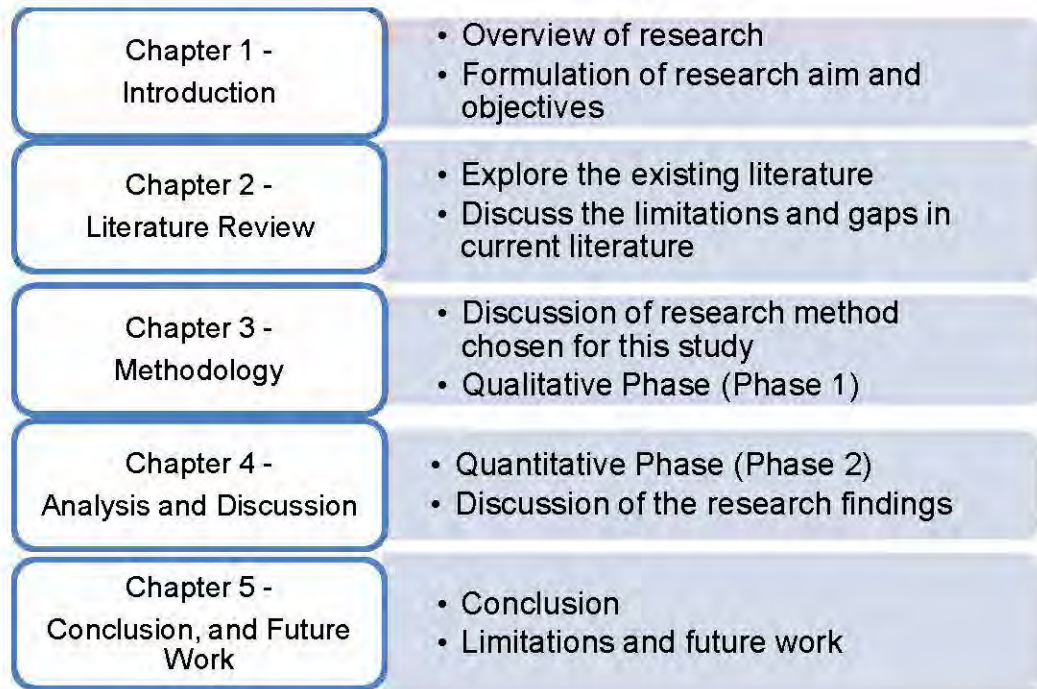 Chapter 1 -
Introduction
• Overview of research
• Formulation of research aim and
objectives
Chapter 2 -
Literature Review
• Explore the existing literature
• Discuss the limitations and gaps in
current literature
Chapter 3 -
Methodology
• Discussion of research method
chosen for this study
• Qualitative Phase (Phase 1)
Chapter 4 -
Analysis and Discussion
• Quantitative Phase (Phase 2)
• Discussion of the research findings
Chapter 5 -
Conclusion, and Future
Work
• Conclusion
• Limitations and future work